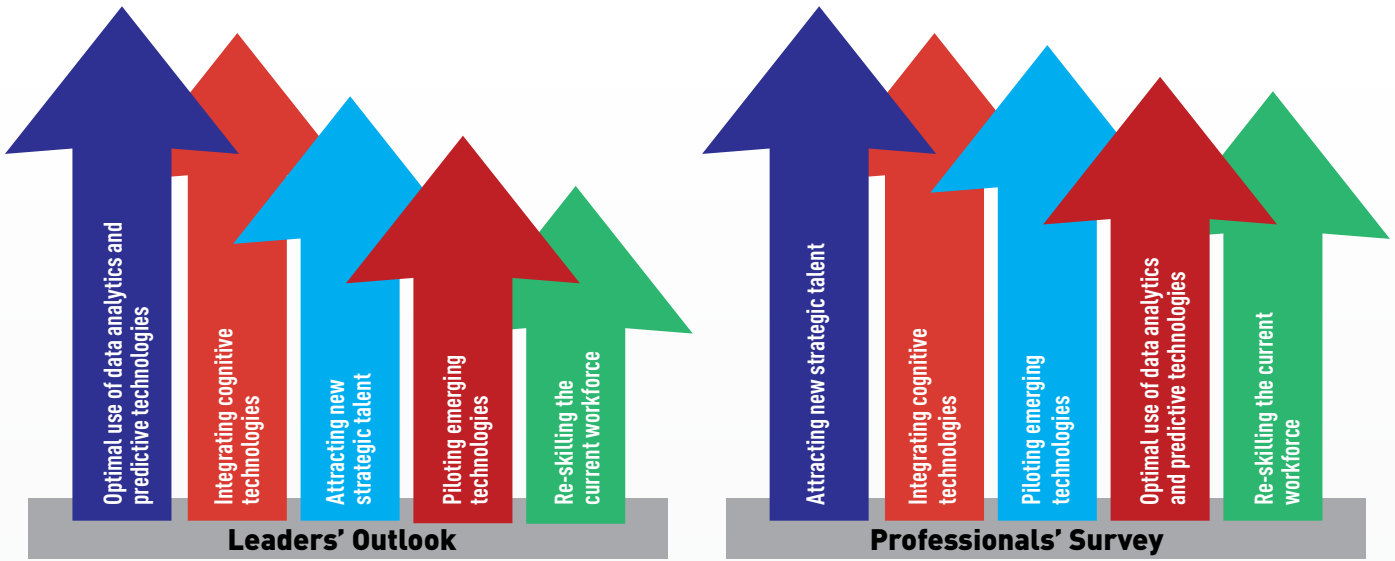 Optimal use of data analytics and
predictive technologies
Integrating cognitive
technologies
Attracting new
strategic talent
Piloting emerging
technologies
Re-skilling the
current workforce
Leaders’ Outlook
Attracting new strategic talent
Integrating cognitive
technologies
Piloting emerging
technologies
Optimal use of data analytics
and predictive technologies
Re-skilling the current
workforce
Professionals’ Survey